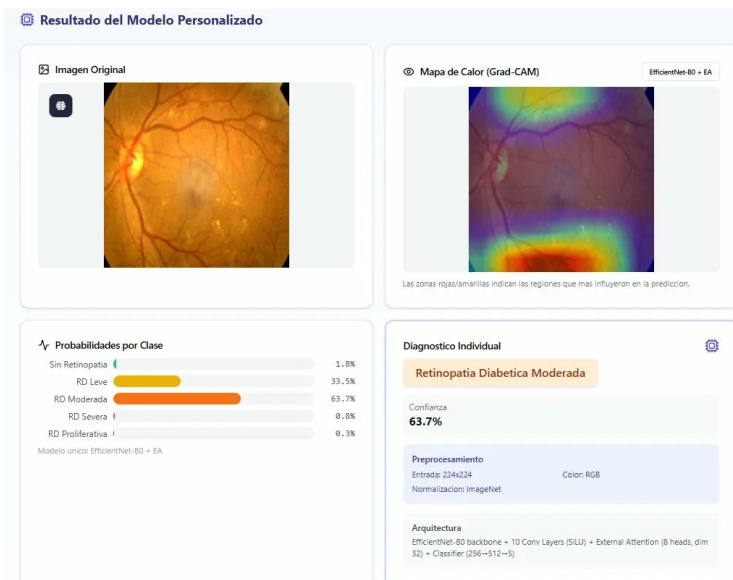 Resultado del Modelo Personalizado
Imagen Original
Mapa de Calor (Grad-CAM)
EfficientNet-B0 + EA
Las zonas rojas/amarillas indican las regiones que mas influyeron en la prediccion.
Probabilidades por Clase
Sin Retinopatia 1.8%
RD Leve 33.5%
RD Moderada 63.7%
RD Severa 0.8%
RD Proliferativa 0.3%
Modelo unico: EfficientNet-B0 + EA
Diagnostico Individual
Retinopatia Diabetica Moderada
Confianza
63.7%
Preprocesamiento
Entrada: 224x224 Color: RGB
Normalizacion: ImageNet
Arquitectura
EfficientNet-B0 backbone + 10 Conv Layers (SiLU) + External Attention (8 heads, dim
32) + Classifier (256→512→5)